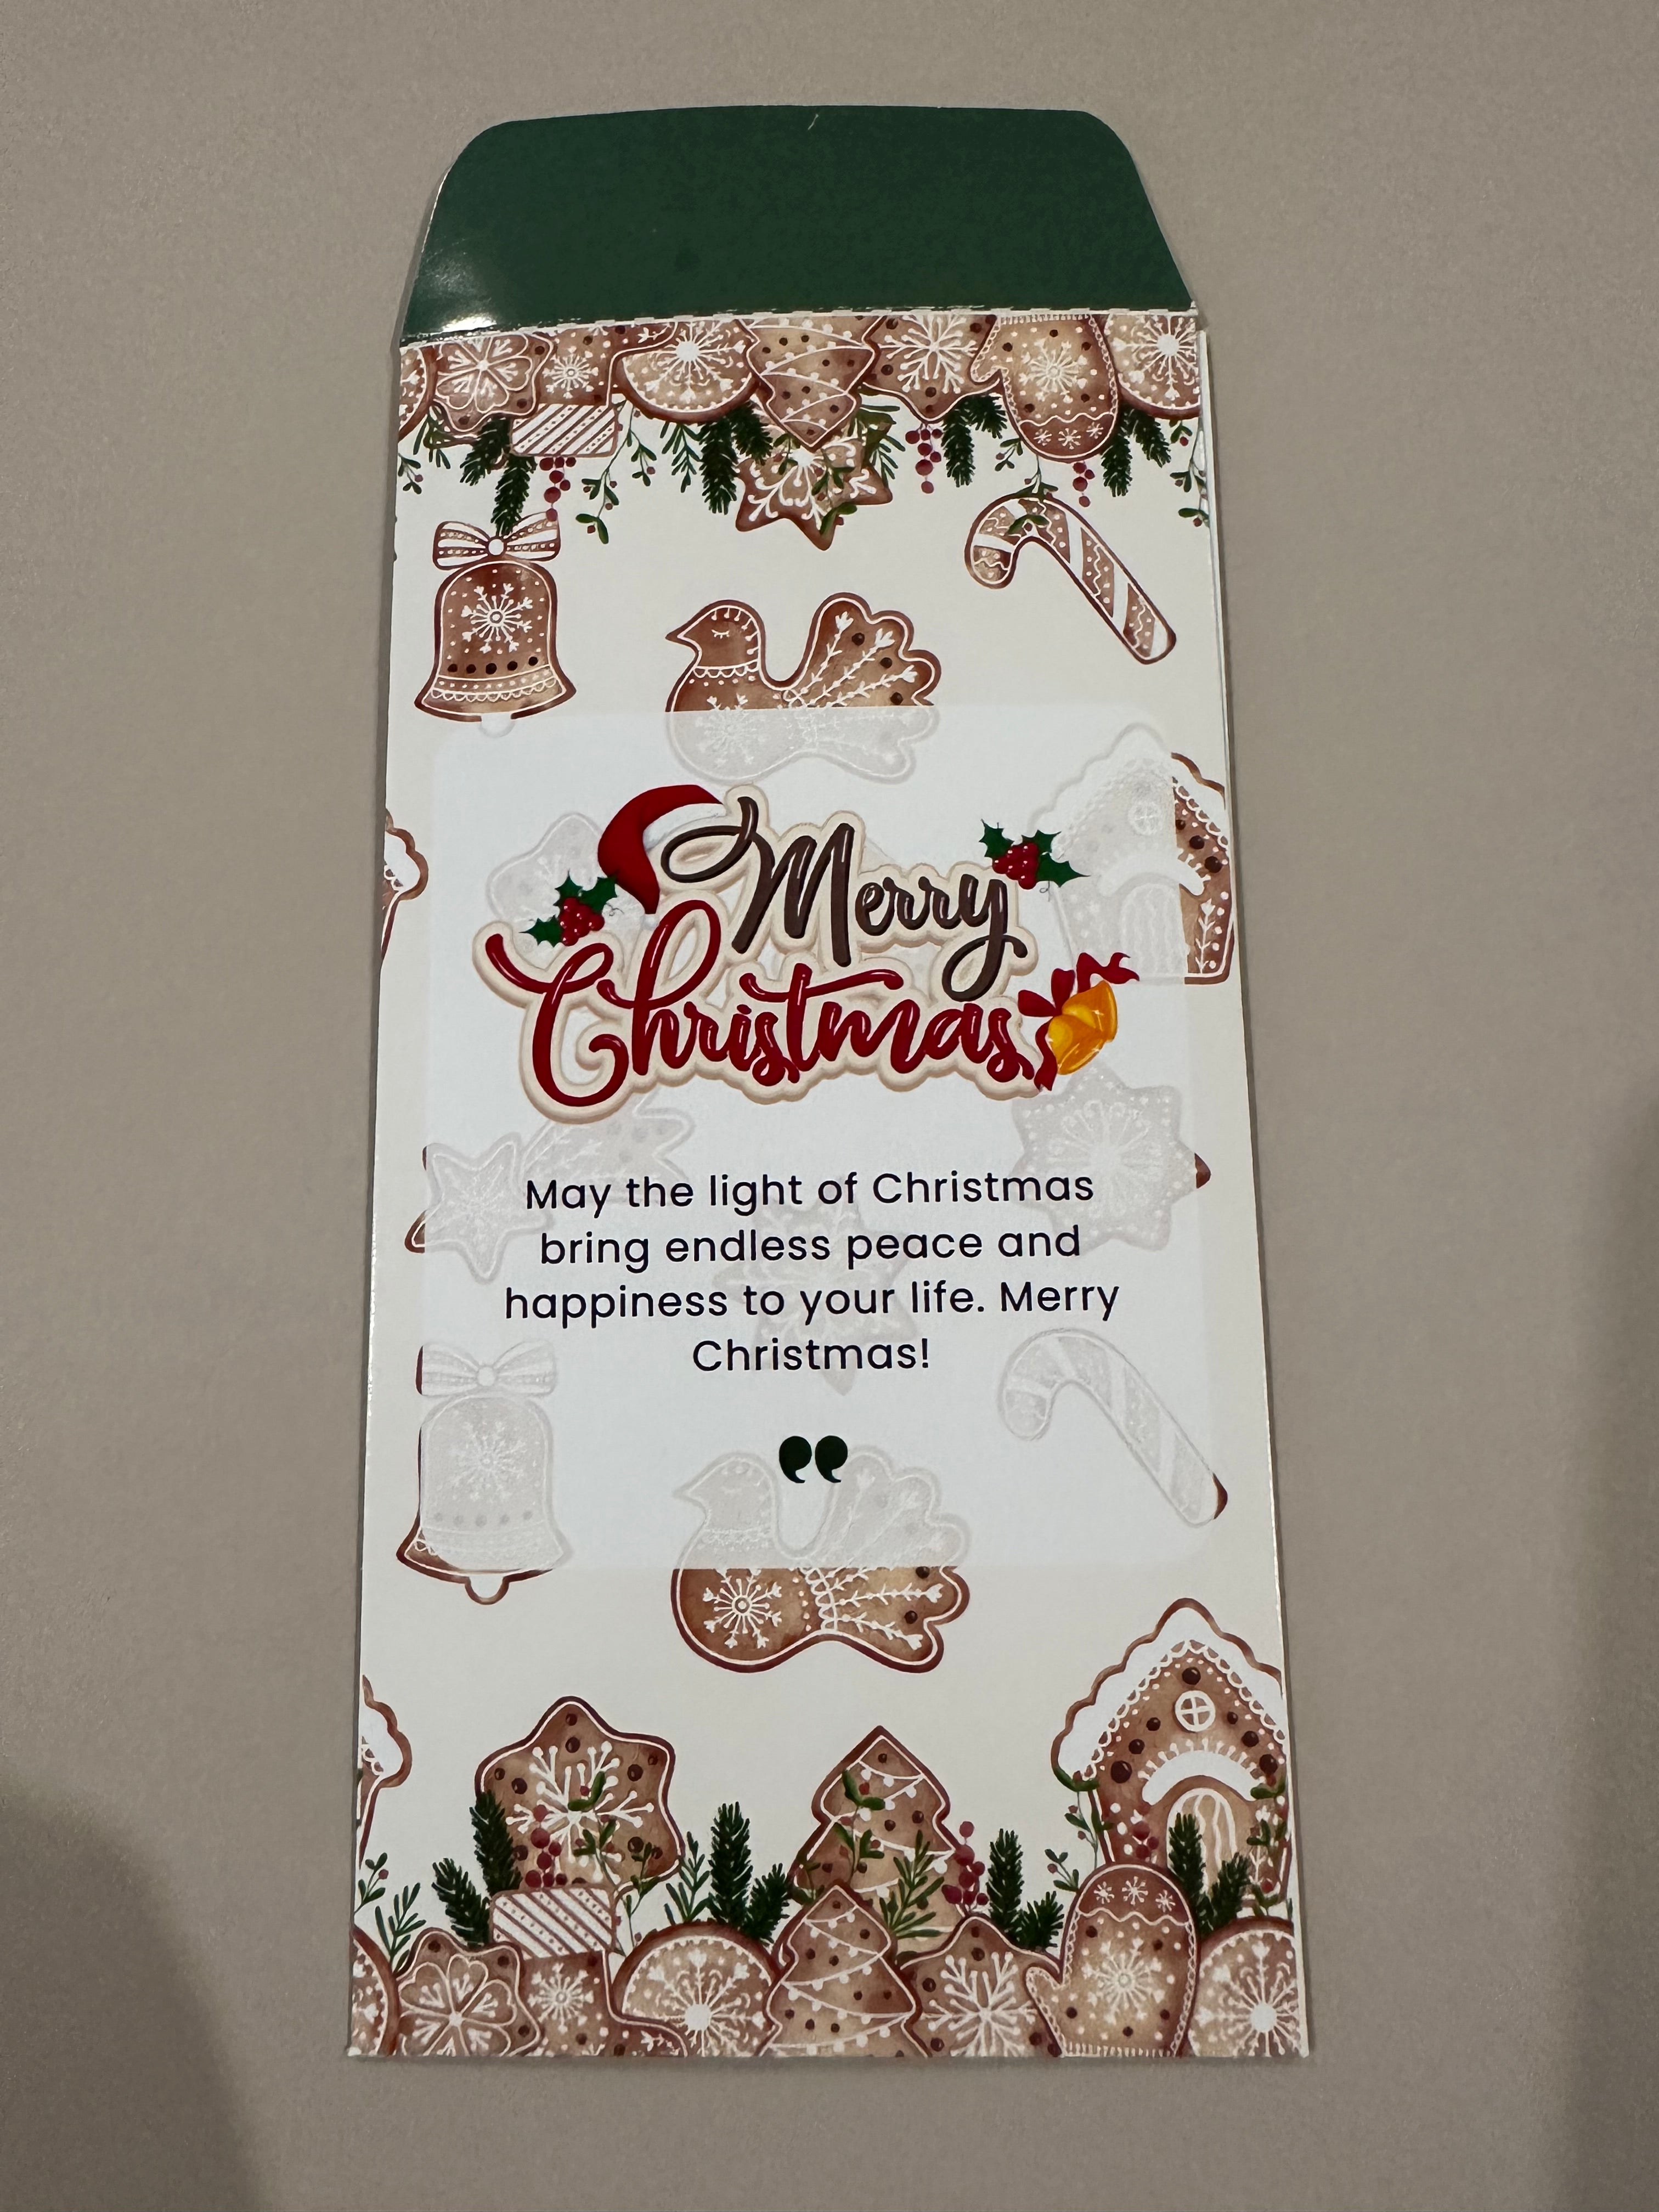 Merry
Christmas
May the light of Christmas
bring endless peace and
happiness to your life. Merry
Christmas!
”